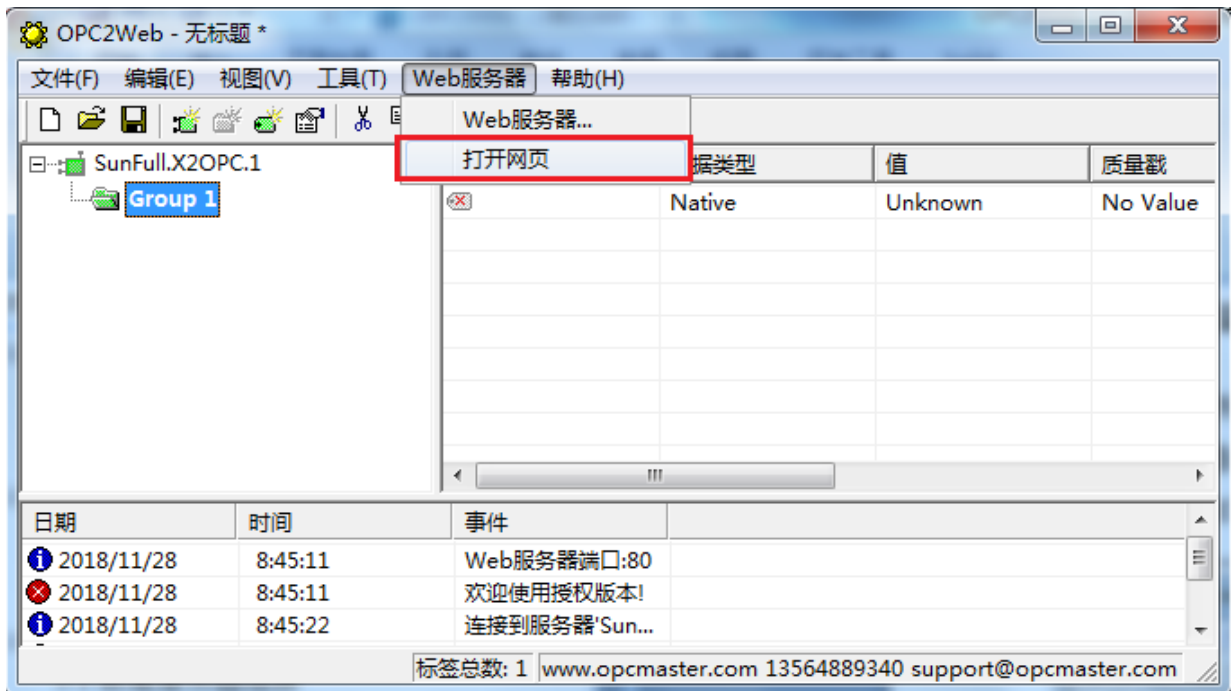 OPC2Web - 无标题 *
文件(F) 编辑(E) 视图(V) 工具(T) Web服务器 帮助(H)
Web服务器...
打开网页
SunFull.X2OPC.1
Group 1
据类型 值 质量戳
Native Unknown No Value
日期 时间 事件
2018/11/28 8:45:11 Web服务器端口:80
2018/11/28 8:45:11 欢迎使用授权版本!
2018/11/28 8:45:22 连接到服务器'Sun...
标签总数: 1 www.opcmaster.com 13564889340 support@opcmaster.com